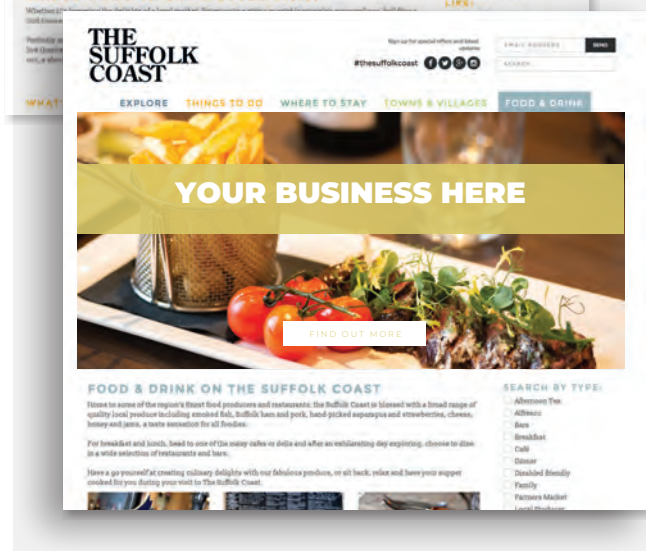 LIKE:
WHAT'
THE
SUFFOLK
COAST
Sign up for special offers and latest
updates
#thesuffolkcoast
EMAIL ADDRESS
SEND
SEARCH
EXPLORE THINGS TO DO WHERE TO STAY TOWNS & VILLAGES FOOD & DRINK
YOUR BUSINESS HERE
FIND OUT MORE
FOOD & DRINK ON THE SUFFOLK COAST
Home to some of the region's finest food producers and restaurants, the Suffolk Coast is blessed with a broad range of
quality local produce including smoked fish, Suffolk ham and pork, hand-picked asparagus and strawberries, cheese,
honey and jams, a taste sensation for all foodies.
For breakfast and lunch, head to one of the many cafes or delis and after an exhilarating day exploring, choose to dine
in a wide selection of restaurants and bars.
Have a go yourself at creating culinary delights with our fabulous produce, or sit back, relax and have your supper
cooked for you during your visit to The Suffolk Coast.
SEARCH BY TYPE:
Afternoon Tea
Alfresco
Bars
Breakfast
Café
Dinner
Disabled friendly
Family
Farmers Market
Local Producer